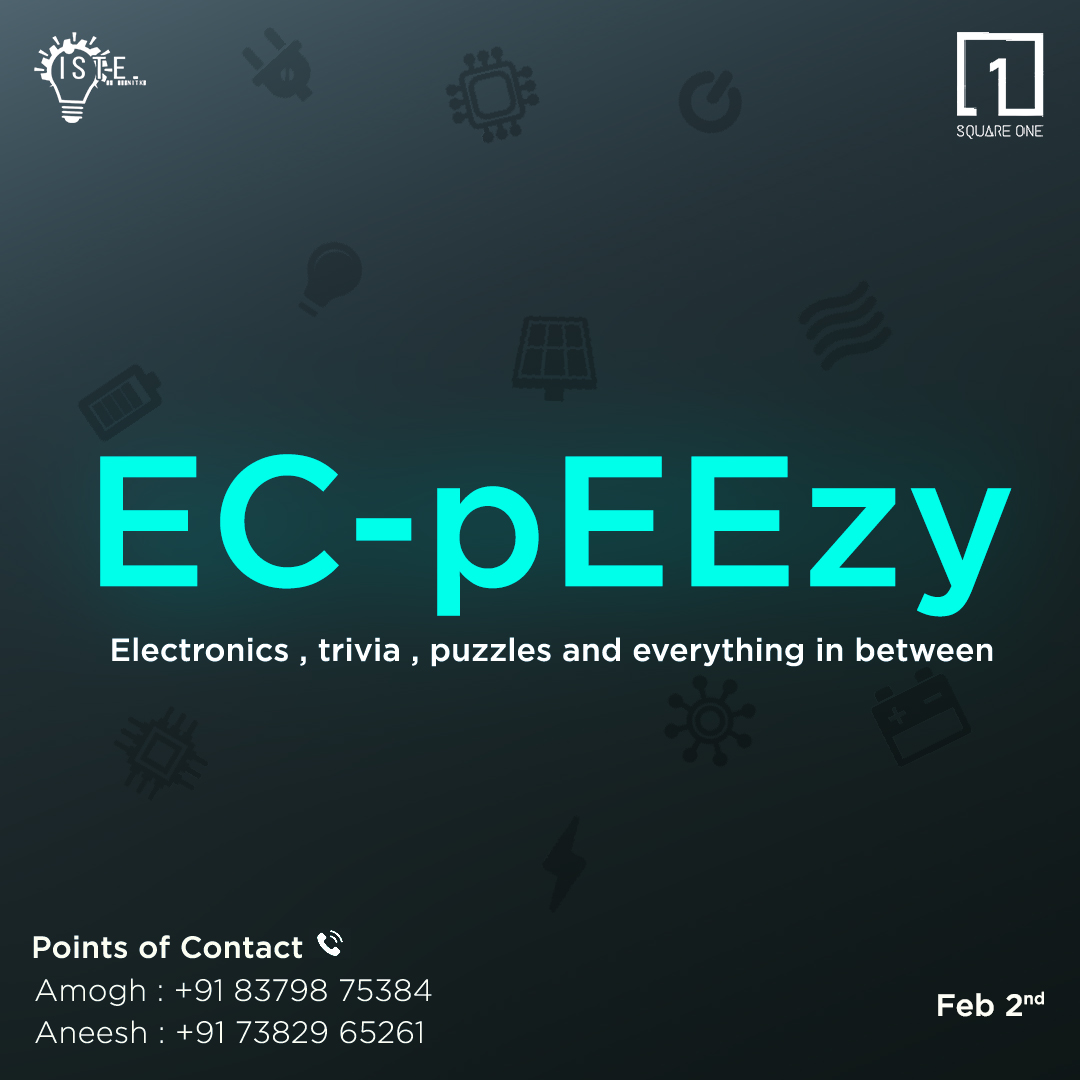 ISTE
SQUARE ONE
EC-pEEzy
Electronics , trivia , puzzles and everything in between
Points of Contact
Amogh : +91 83798 75384
Aneesh : +91 73829 65261
Feb 2nd